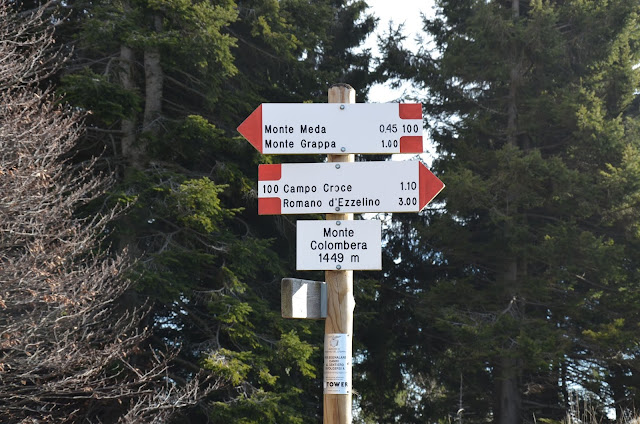 Monte Meda 0.45 100
Monte Grappa 1.00
100 Campo Croce 1.10
Romano d'Ezzelino 3.00
Monte
Colombera
1449 m
TOWER